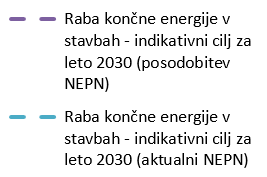 Raba končne energije v
stavbah - indikativni cilj za
leto 2030 (posodobitev
NEPN)
Raba končne energije v
stavbah - indikativni cilj za
leto 2030 (aktualni NEPN)